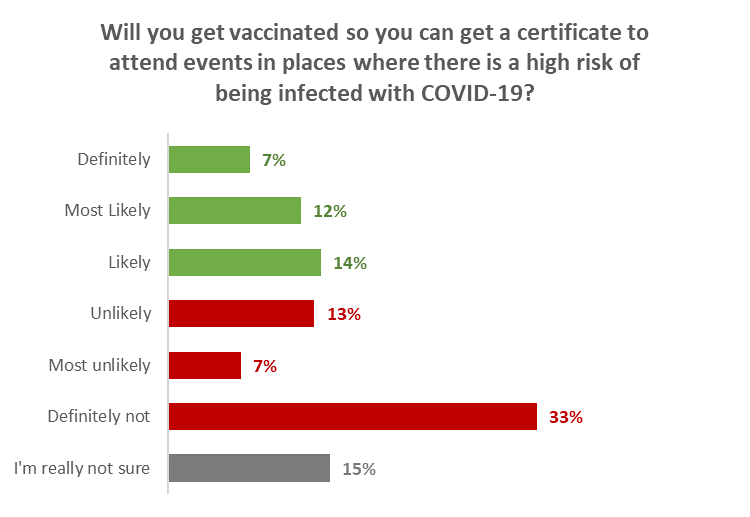 Will you get vaccinated so you can get a certificate to
attend events in places where there is a high risk of
being infected with COVID-19?
Definitely 7%
Most Likely 12%
Likely 14%
Unlikely 13%
Most unlikely 7%
Definitely not 33%
I'm really not sure 15%